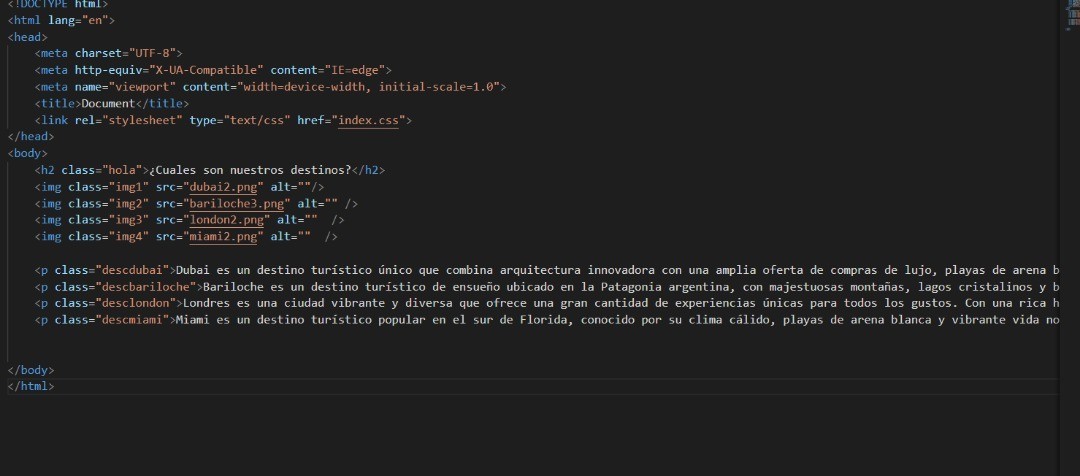 <!DOCTYPE html>
<html lang="en">
<head>
<meta charset="UTF-8">
<meta http-equiv="X-UA-Compatible" content="IE=edge">
<meta name="viewport" content="width=device-width, initial-scale=1.0">
<title>Document</title>
<link rel="stylesheet" type="text/css" href="index.css">
</head>
<body>
<h2 class="hola">¿Cuales son nuestros destinos?</h2>
<img class="img1" src="dubai2.png" alt=""/>
<img class="img2" src="bariloche3.png" alt="" />
<img class="img3" src="london2.png" alt=""  />
<img class="img4" src="miami2.png" alt=""  />
<p class="descdubai">Dubai es un destino turístico único que combina arquitectura innovadora con una amplia oferta de compras de lujo, playas de arena b
<p class="descbariloche">Bariloche es un destino turístico de ensueño ubicado en la Patagonia argentina, con majestuosas montañas, lagos cristalinos y b
<p class="desclondon">Londres es una ciudad vibrante y diversa que ofrece una gran cantidad de experiencias únicas para todos los gustos. Con una rica h
<p class="descmiami">Miami es un destino turístico popular en el sur de Florida, conocido por su clima cálido, playas de arena blanca y vibrante vida no
</body>
</html>